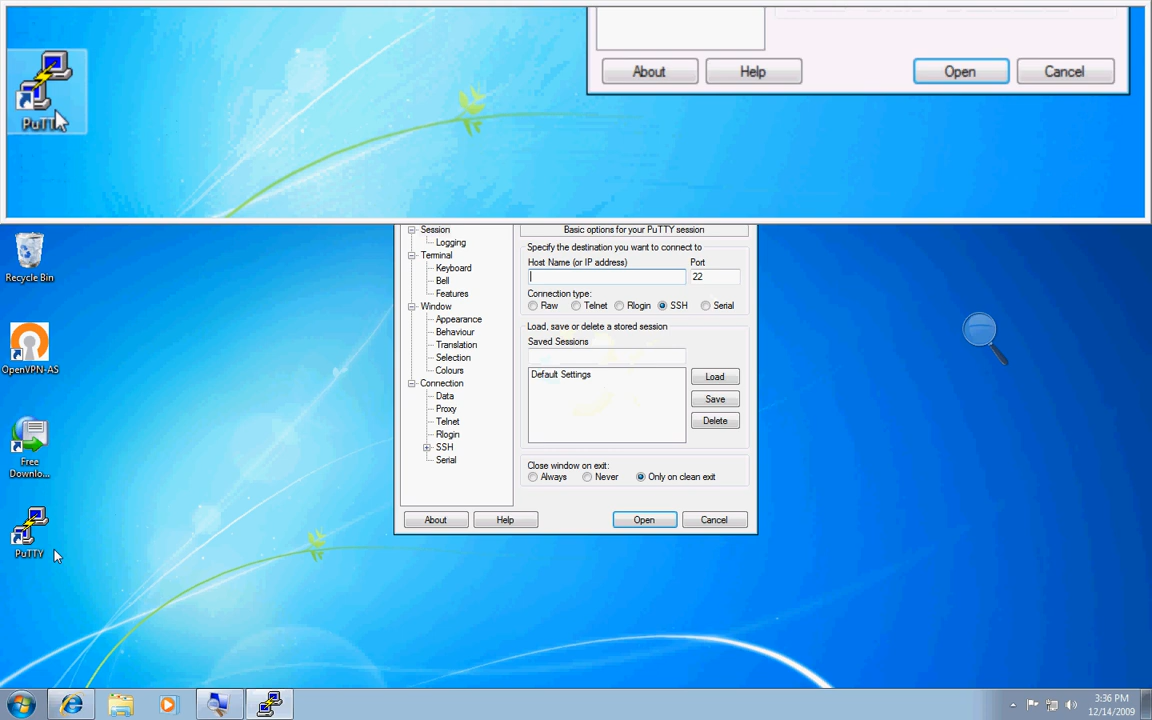 About
Help
Open
Cancel
PuTTY
Session
Logging
Terminal
Keyboard
Bell
Features
Window
Appearance
Behaviour
Translation
Selection
Colours
Connection
Data
Proxy
Telnet
Rlogin
SSH
Serial
Basic options for your PuTTY session
Specify the destination you want to connect to
Host Name (or IP address) Port
22
Connection type:
Raw Telnet Rlogin SSH Serial
Load, save or delete a stored session
Saved Sessions
Default Settings
Load
Save
Delete
Close window on exit:
Always Never Only on clean exit
About Help Open Cancel
Recycle Bin
OpenVPN-AS
Free
Downlo...
PuTTY
3:36 PM
12/14/2009